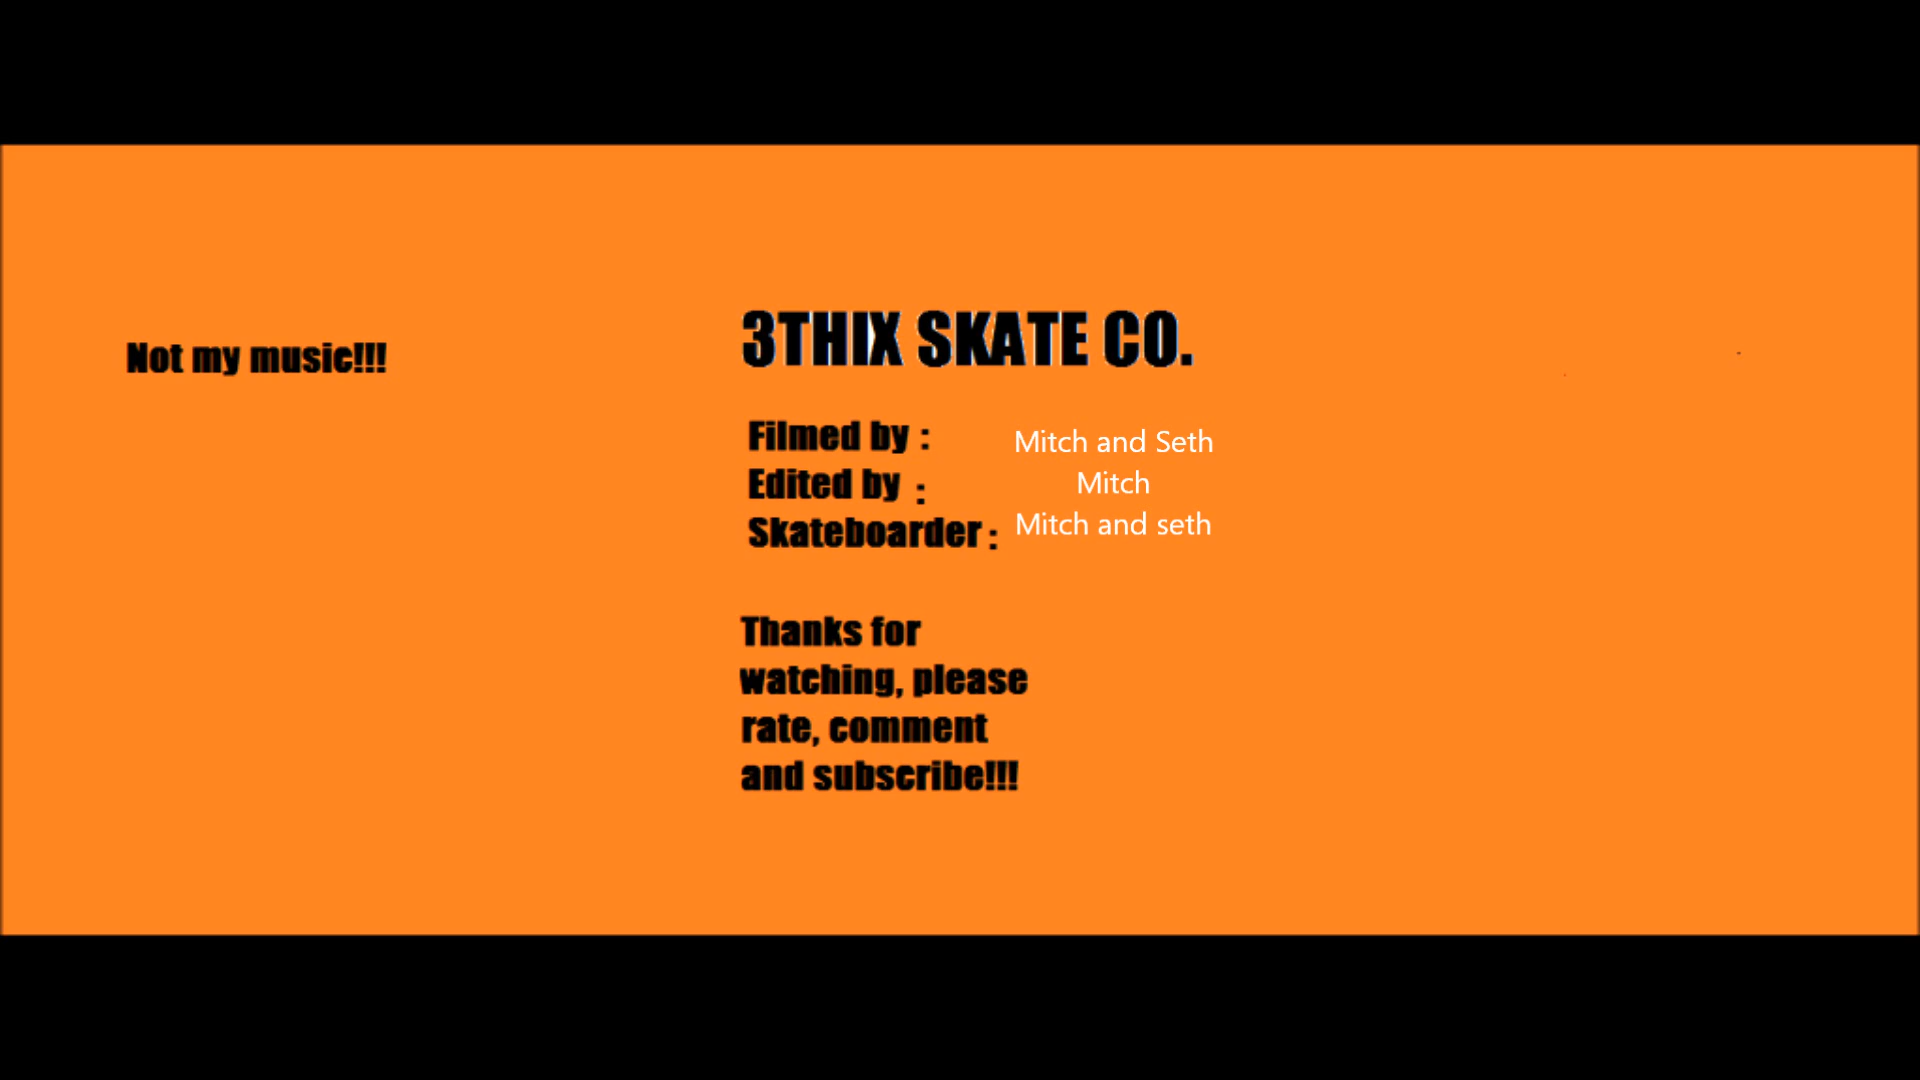 Not my music!!!
3THIX SKATE CO.
Filmed by : Mitch and Seth
Edited by : Mitch
Skateboarder : Mitch and seth
Thanks for
watching, please
rate, comment
and subscribe!!!